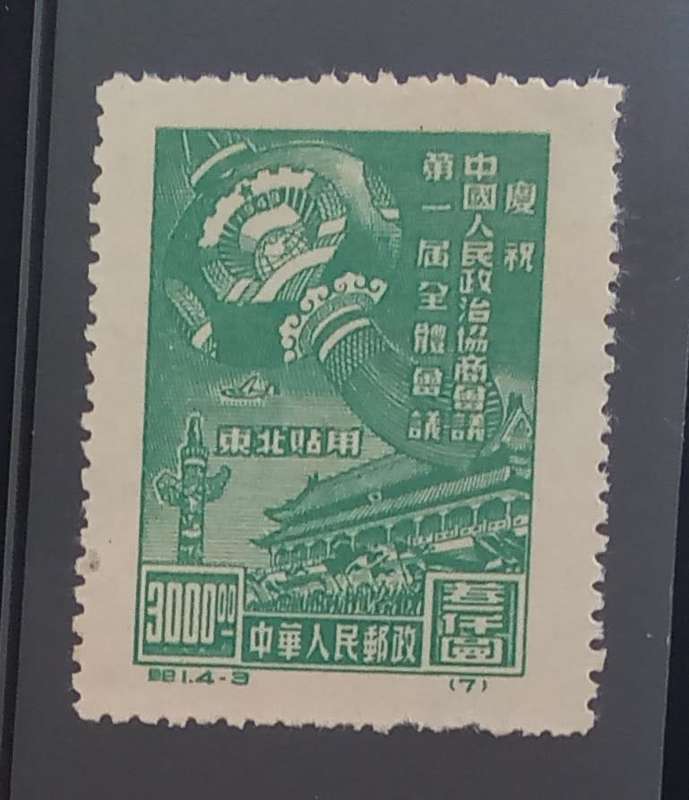 慶祝
中國人民政治協商會議
第一屆全體會議
東北貼用
3000.00
中華人民郵政
叁仟圓
紀1.4-3
(7)